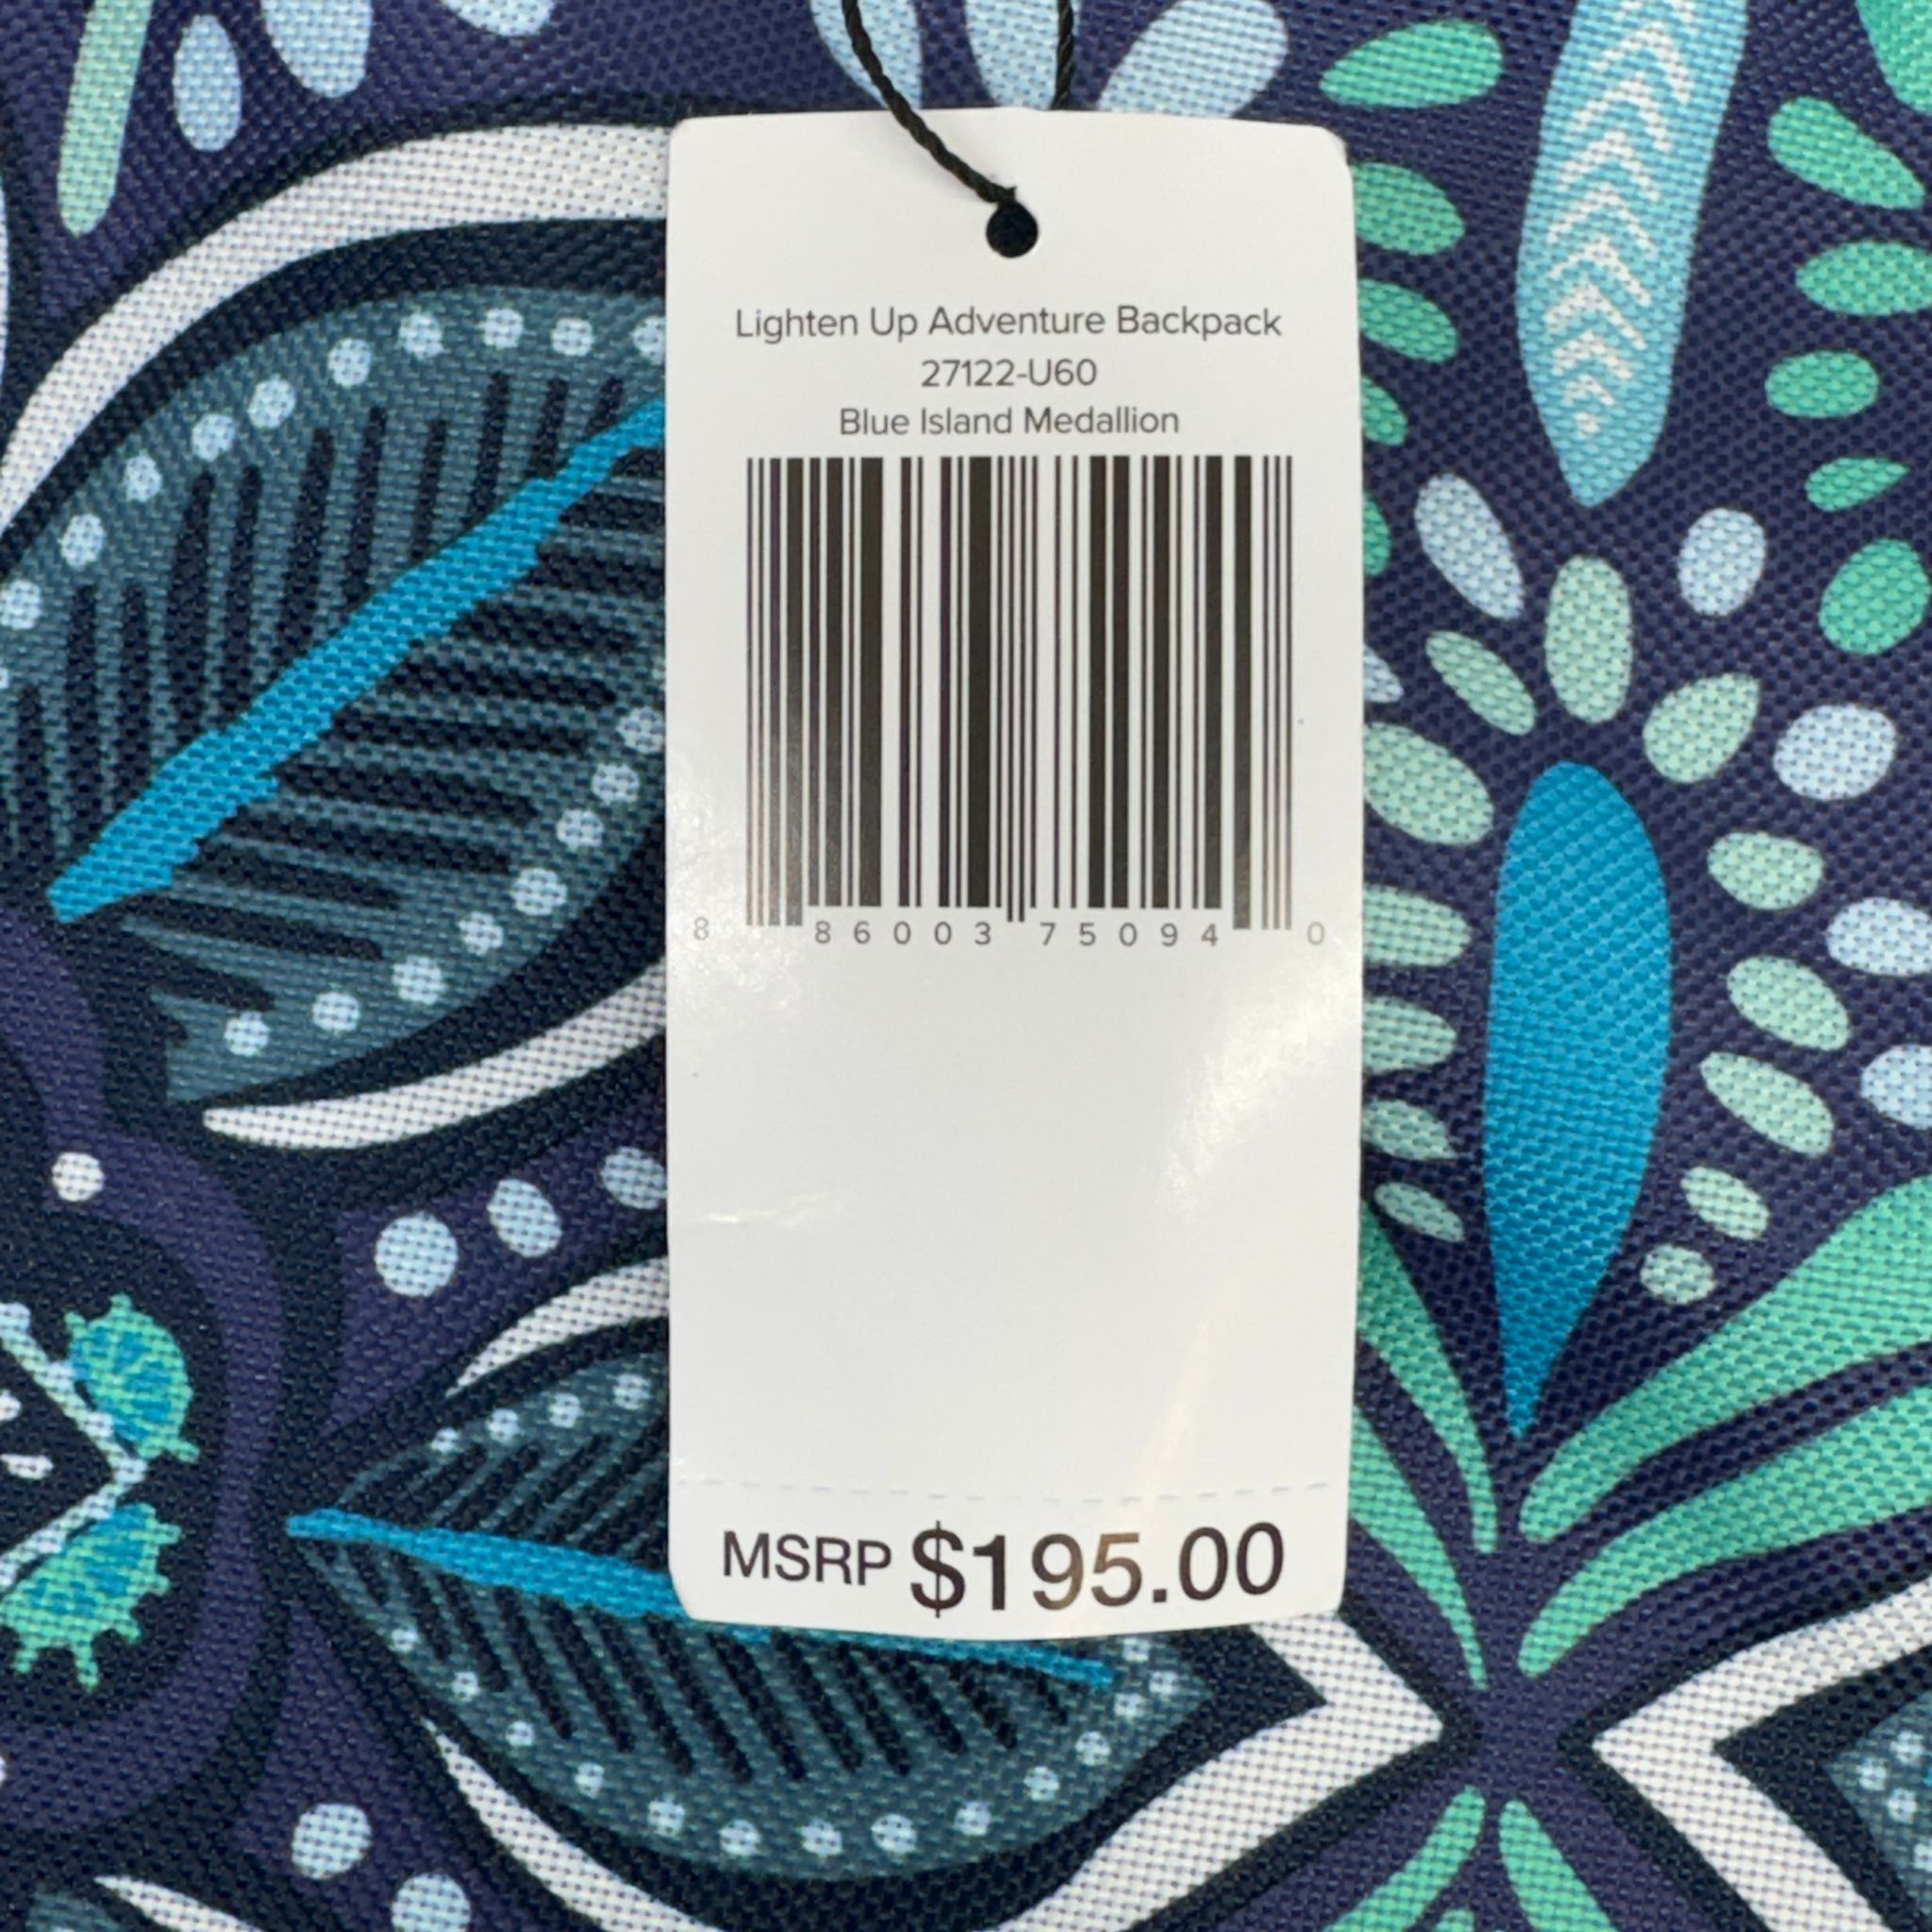 Lighten Up Adventure Backpack
27122-U60
Blue Island Medallion
8 86003 75094 0
MSRP $195.00